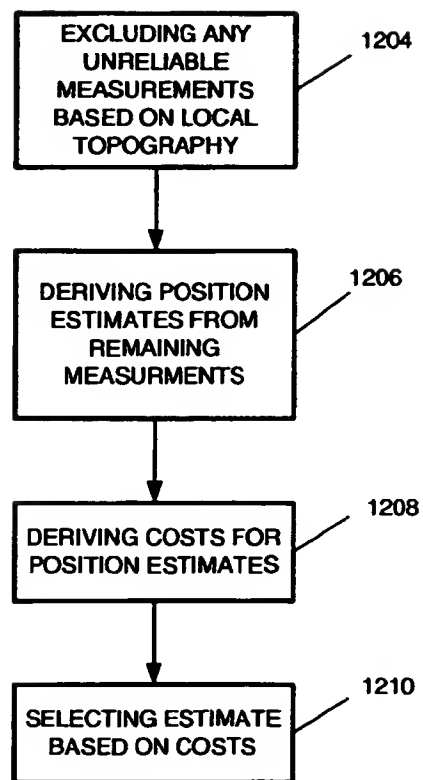 EXCLUDING ANY
UNRELIABLE
MEASUREMENTS
BASED ON LOCAL
TOPOGRAPHY
1204
DERIVING POSITION
ESTIMATES FROM
REMAINING
MEASURMENTS
1206
DERIVING COSTS FOR
POSITION ESTIMATES
1208
SELECTING ESTIMATE
BASED ON COSTS
1210